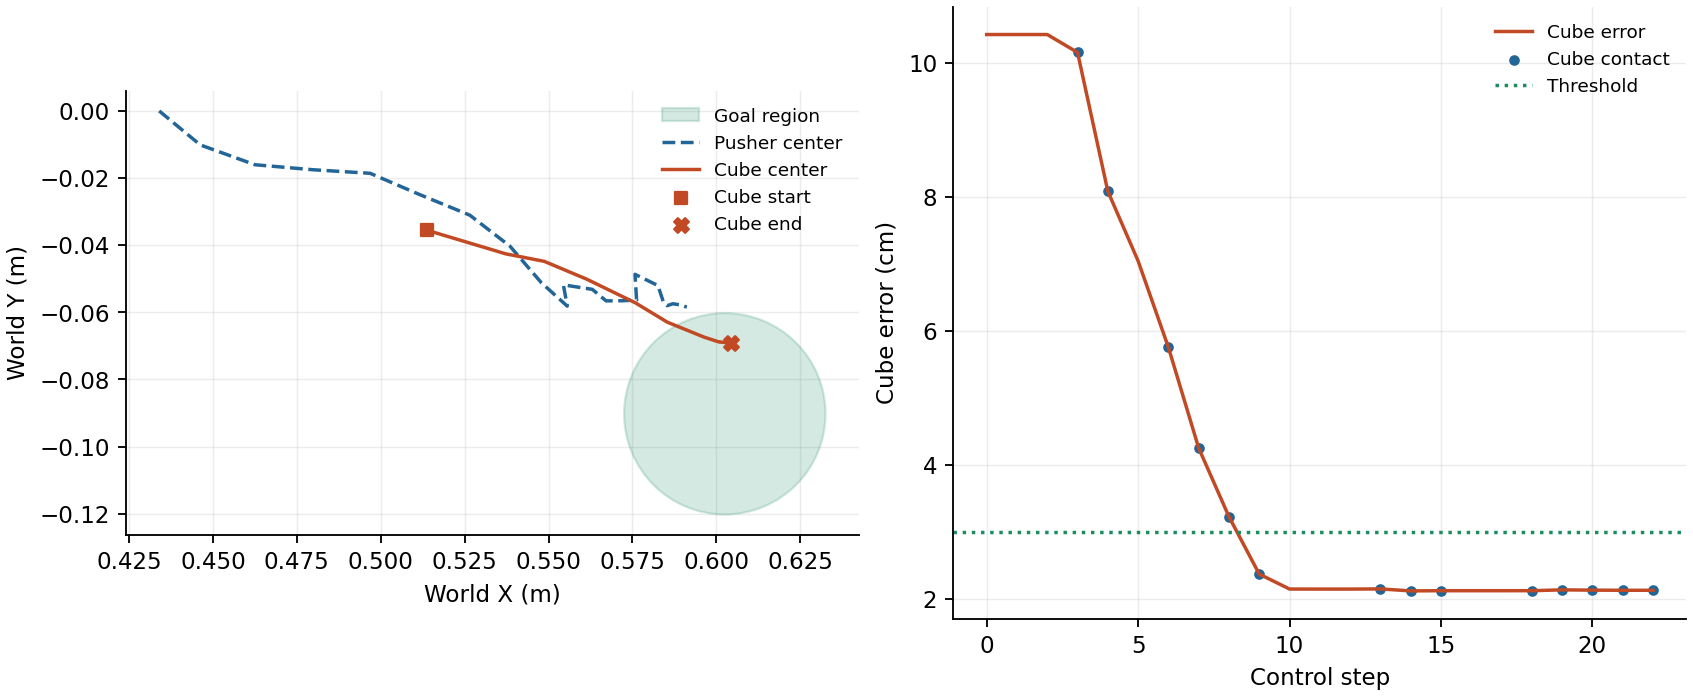 0.00
−0.02
−0.04
−0.06
−0.08
−0.10
−0.12
World Y (m)
0.425 0.450 0.475 0.500 0.525 0.550 0.575 0.600 0.625
World X (m)
Goal region
Pusher center
Cube center
Cube start
Cube end
10
8
6
4
2
Cube error (cm)
0 5 10 15 20
Control step
Cube error
Cube contact
Threshold